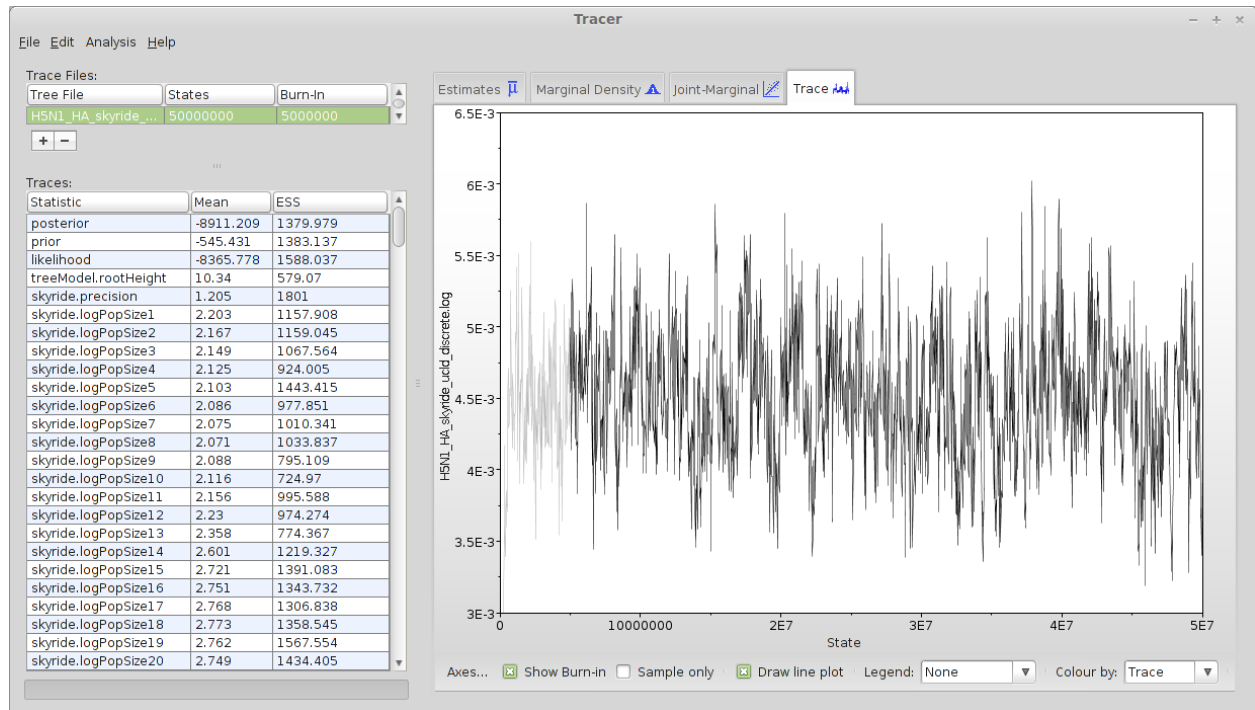 Tracer
File Edit Analysis Help
Trace Files:
Tree File States Burn-In
H5N1_HA_skyride_... 50000000 5000000
+ −
Traces:
Statistic Mean ESS
posterior -8911.209 1379.979
prior -545.431 1383.137
likelihood -8365.778 1588.037
treeModel.rootHeight 10.34 579.07
skyride.precision 1.205 1801
skyride.logPopSize1 2.203 1157.908
skyride.logPopSize2 2.167 1159.045
skyride.logPopSize3 2.149 1067.564
skyride.logPopSize4 2.125 924.005
skyride.logPopSize5 2.103 1443.415
skyride.logPopSize6 2.086 977.851
skyride.logPopSize7 2.075 1010.341
skyride.logPopSize8 2.071 1033.837
skyride.logPopSize9 2.088 795.109
skyride.logPopSize10 2.116 724.97
skyride.logPopSize11 2.156 995.588
skyride.logPopSize12 2.23 974.274
skyride.logPopSize13 2.358 774.367
skyride.logPopSize14 2.601 1219.327
skyride.logPopSize15 2.721 1391.083
skyride.logPopSize16 2.751 1343.732
skyride.logPopSize17 2.768 1306.838
skyride.logPopSize18 2.773 1358.545
skyride.logPopSize19 2.762 1567.554
skyride.logPopSize20 2.749 1434.405
Estimates μ Marginal Density Joint-Marginal Trace
6.5E-3
6E-3
5.5E-3
5E-3
4.5E-3
4E-3
3.5E-3
3E-3
H5N1_HA_skyride_ucld_discrete.log
0 10000000 2E7 3E7 4E7 5E7
State
Axes... Show Burn-in Sample only Draw line plot Legend: None Colour by: Trace